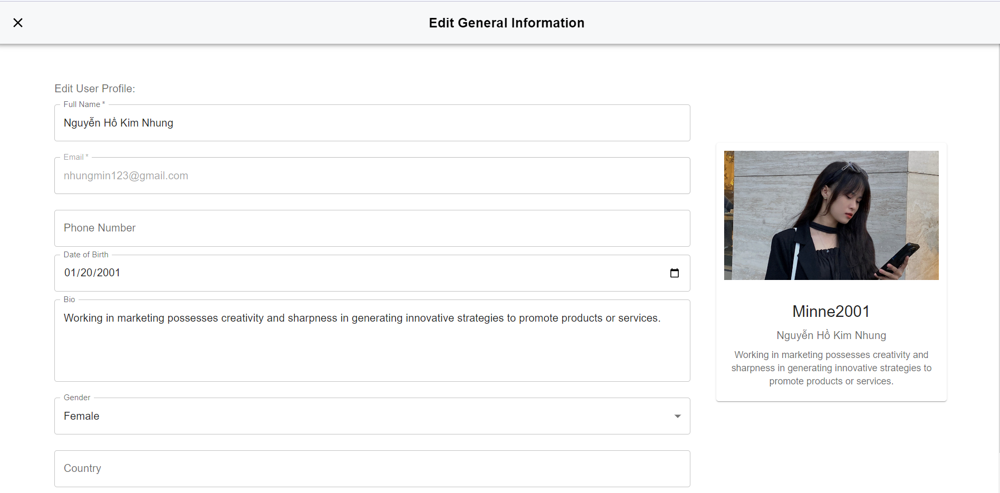 Edit General Information
Edit User Profile:
Full Name *
Nguyễn Hồ Kim Nhung
Email *
nhungmin123@gmail.com
Phone Number
Date of Birth
01/20/2001
Bio
Working in marketing possesses creativity and sharpness in generating innovative strategies to promote products or services.
Gender
Female
Country
Minne2001
Nguyễn Hồ Kim Nhung
Working in marketing possesses creativity and
sharpness in generating innovative strategies to
promote products or services.